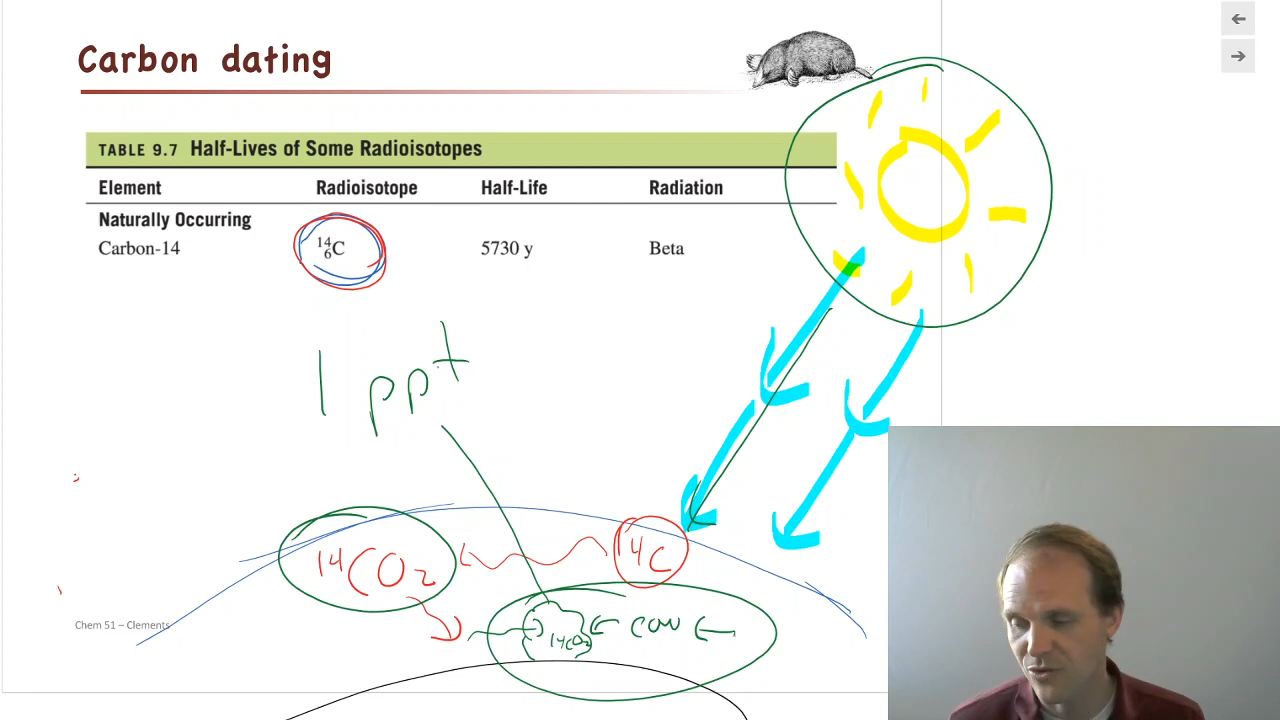 Carbon dating
TABLE 9.7 Half-Lives of Some Radioisotopes
Element Radioisotope Half-Life Radiation
Naturally Occurring
Carbon-14 ¹⁴₆C 5730 y Beta
1 ppt
¹⁴CO₂ ¹⁴C
¹⁴CO₂ COW
Chem 51 – Clements